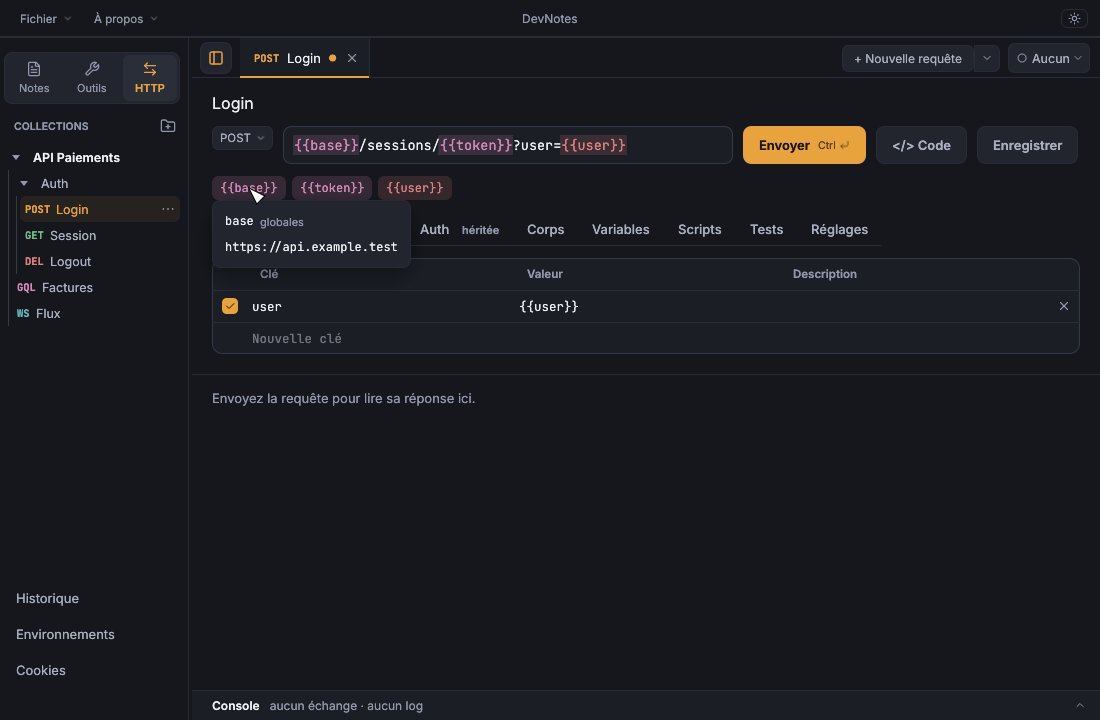 Fichier À propos DevNotes
Notes Outils HTTP
POST Login
+ Nouvelle requête Aucun
COLLECTIONS
API Paiements
Auth
POST Login ···
GET Session
DEL Logout
GQL Factures
WS Flux
Historique
Environnements
Cookies
Login
POST {{base}}/sessions/{{token}}?user={{user}} Envoyer Ctrl </> Code Enregistrer
{{base}} {{token}} {{user}}
base globales
https://api.example.test
Auth héritée Corps Variables Scripts Tests Réglages
Clé Valeur Description
user {{user}}
Nouvelle clé
Envoyez la requête pour lire sa réponse ici.
Console aucun échange · aucun log